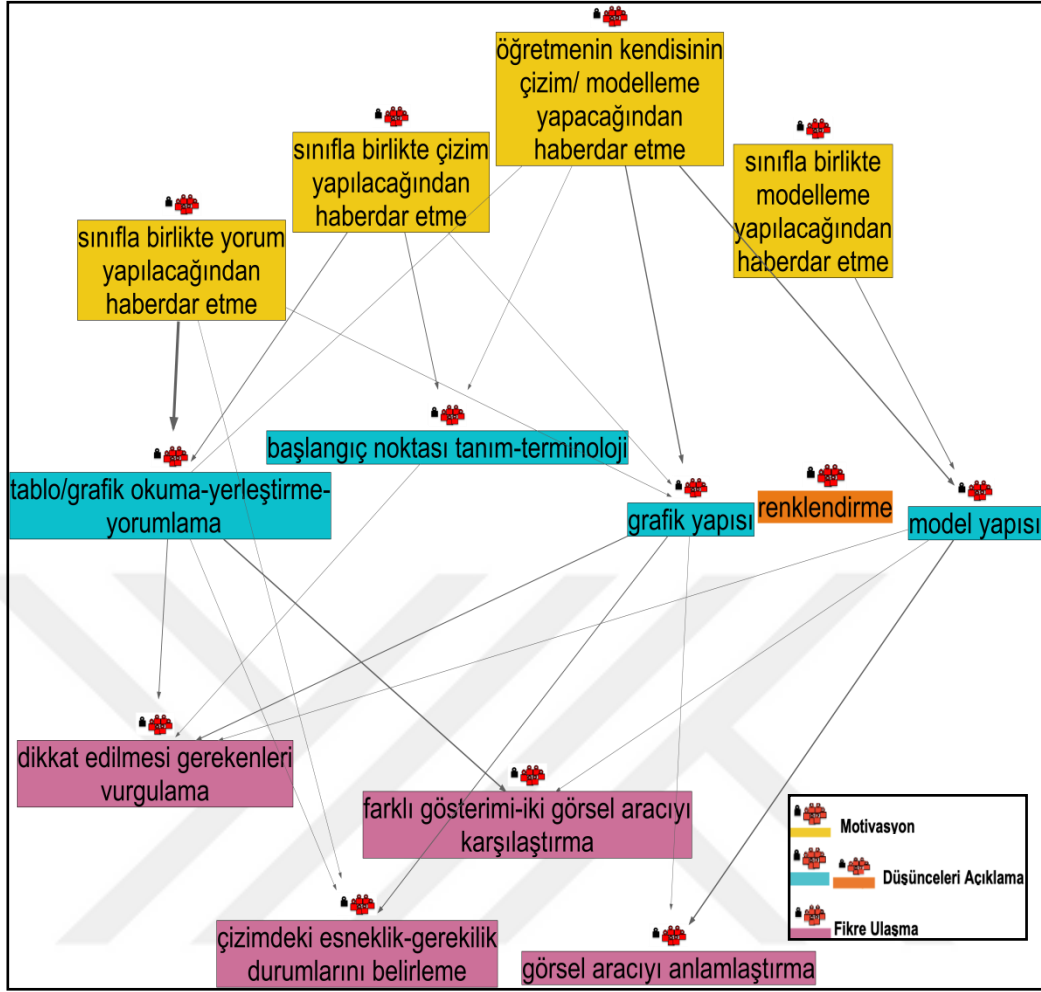 öğretmenin kendisinin
çizim/ modelleme
yapacağından
haberdar etme
sınıfla birlikte çizim
yapılacağından
haberdar etme
sınıfla birlikte
modelleme
yapılacağından
haberdar etme
sınıfla birlikte yorum
yapılacağından
haberdar etme
başlangıç noktası tanım-terminoloji
tablo/grafik okuma-yerleştirme-
yorumlama
grafik yapısı
renklendirme
model yapısı
dikkat edilmesi gerekenleri
vurgulama
farklı gösterimi-iki görsel aracıyı
karşılaştırma
çizimdeki esneklik-gerekilik
durumlarını belirleme
görsel aracıyı anlamlaştırma
Motivasyon
Düşünceleri Açıklama
Fikre Ulaşma